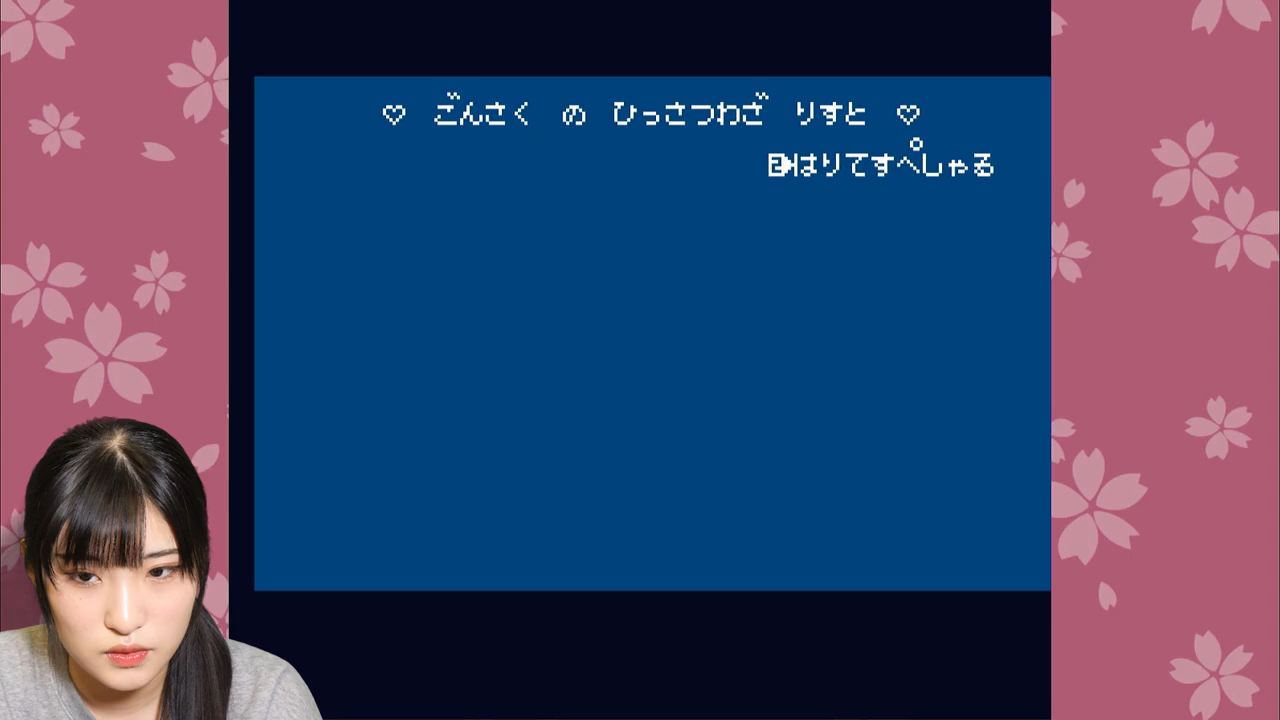 ♡ ごんさく の ひっさつわざ りすと ♡
はりてすぺしゃる